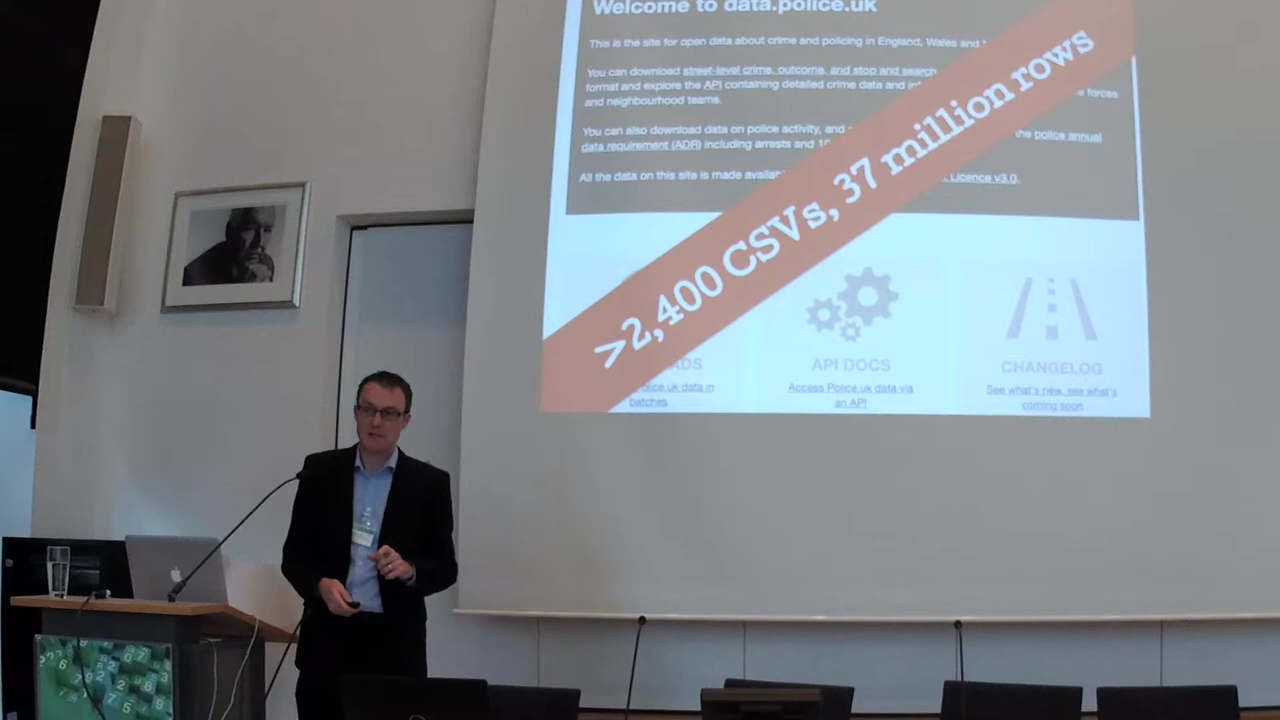 Welcome to data.police.uk
This is the site for open data about crime and policing in England, Wales and
You can download street-level crime, outcome, and stop and search
format and explore the API containing detailed crime data and
forces
and neighbourhood teams.
You can also download data on police activity, and
the police annual
data requirement (ADR) including arrests and
All the data on this site is made
Licence v3.0.
>2,400 CSVs, 37 million rows
API DOCS
CHANGELOG
data in
batches
Access Police.uk data via
an API
See what's new, see what's
coming soon